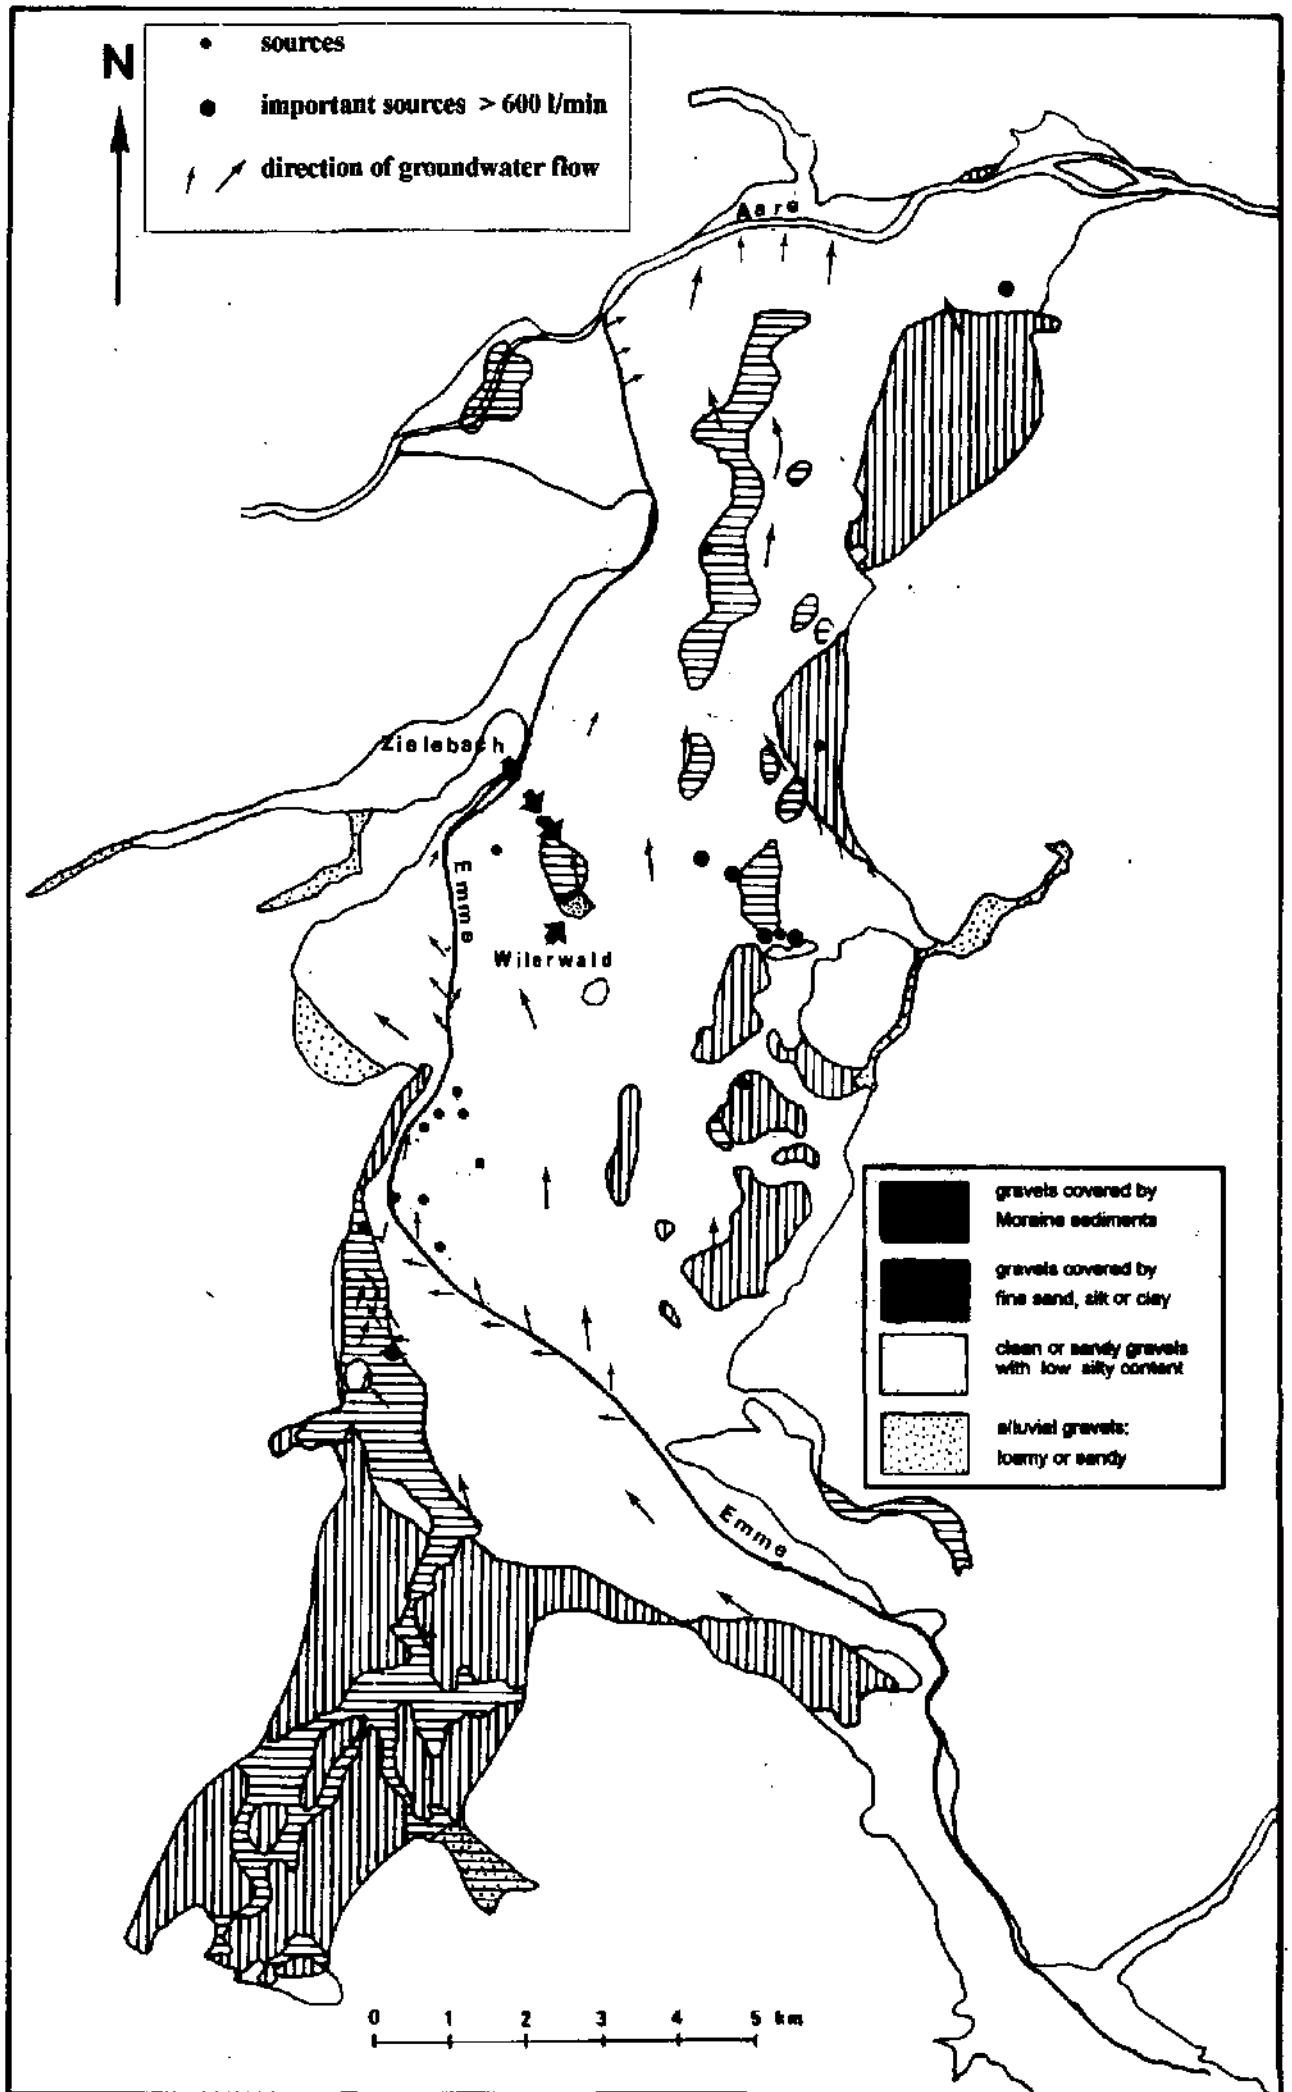 N
sources
important sources > 600 l/min
direction of groundwater flow
Aare
Zielebach
Emme
Wilerwald
gravels covered by
Moraine sediments
gravels covered by
fine sand, silk or clay
clean or sandy gravels
with low silty content
alluvial gravels:
loamy or sandy
Emme
0 1 2 3 4 5 km